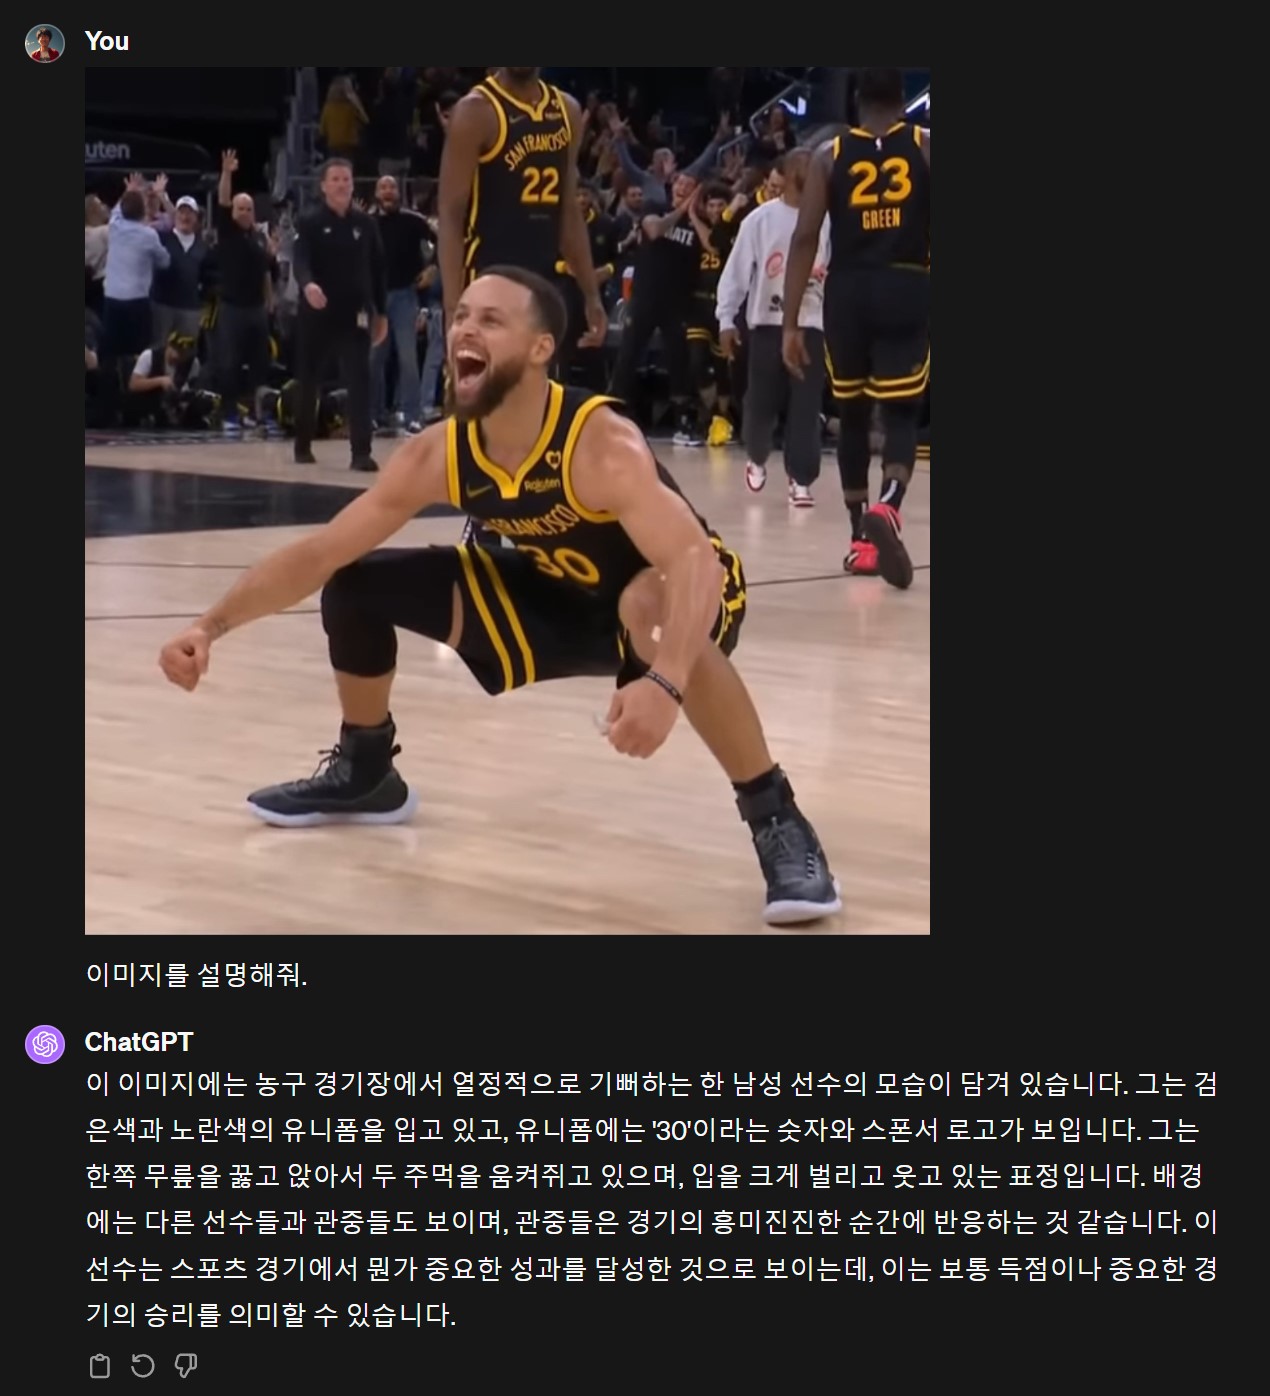 You
uten
SAN FRANCISCO
22
23
GREEN
25
Rakuten
FRANCISCO
30
이미지를 설명해줘.
ChatGPT
이 이미지에는 농구 경기장에서 열정적으로 기뻐하는 한 남성 선수의 모습이 담겨 있습니다. 그는 검
은색과 노란색의 유니폼을 입고 있고, 유니폼에는 '30'이라는 숫자와 스폰서 로고가 보입니다. 그는
한쪽 무릎을 꿇고 앉아서 두 주먹을 움켜쥐고 있으며, 입을 크게 벌리고 웃고 있는 표정입니다. 배경
에는 다른 선수들과 관중들도 보이며, 관중들은 경기의 흥미진진한 순간에 반응하는 것 같습니다. 이
선수는 스포츠 경기에서 뭔가 중요한 성과를 달성한 것으로 보이는데, 이는 보통 득점이나 중요한 경
기의 승리를 의미할 수 있습니다.